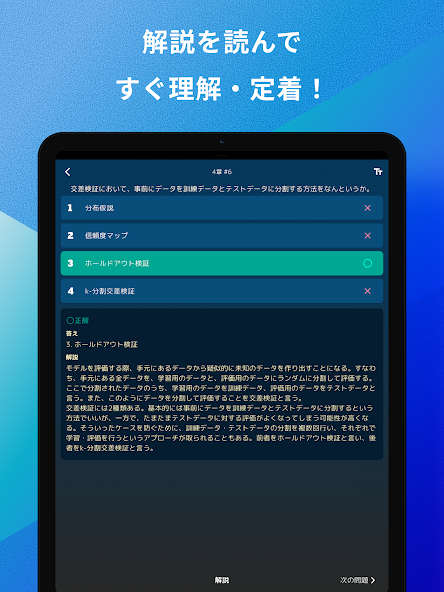 解説を読んで
すぐ理解・定着！
4章 #6
交差検証において、事前にデータを訓練データとテストデータに分割する方法をなんというか。
1 分布仮説
2 信頼度マップ
3 ホールドアウト検証
4 k-分割交差検証
正解
答え
3. ホールドアウト検証
解説
モデルを評価する際、手元にあるデータから疑似的に未知のデータを作り出すことになる。すなわ
ち、手元にある全データを、学習用のデータと、評価用のデータにランダムに分割して評価する。
ここで分割されたデータのうち、学習用のデータを訓練データ、評価用のデータをテストデータと
言う。また、このようにデータを分割して評価することを交差検証と言う。
交差検証には2種類ある。基本的には事前にデータを訓練データとテストデータに分割するという
方法でいいが、一方で、たまたまテストデータに対する評価がよくなってしまう可能性が高くな
る。そういったケースを防ぐために、訓練データ・テストデータの分割を複数回行い、それぞれで
学習・評価を行うというアプローチが取られることもある。前者をホールドアウト検証と言い、後
者をk-分割交差検証と言う。
解説
次の問題